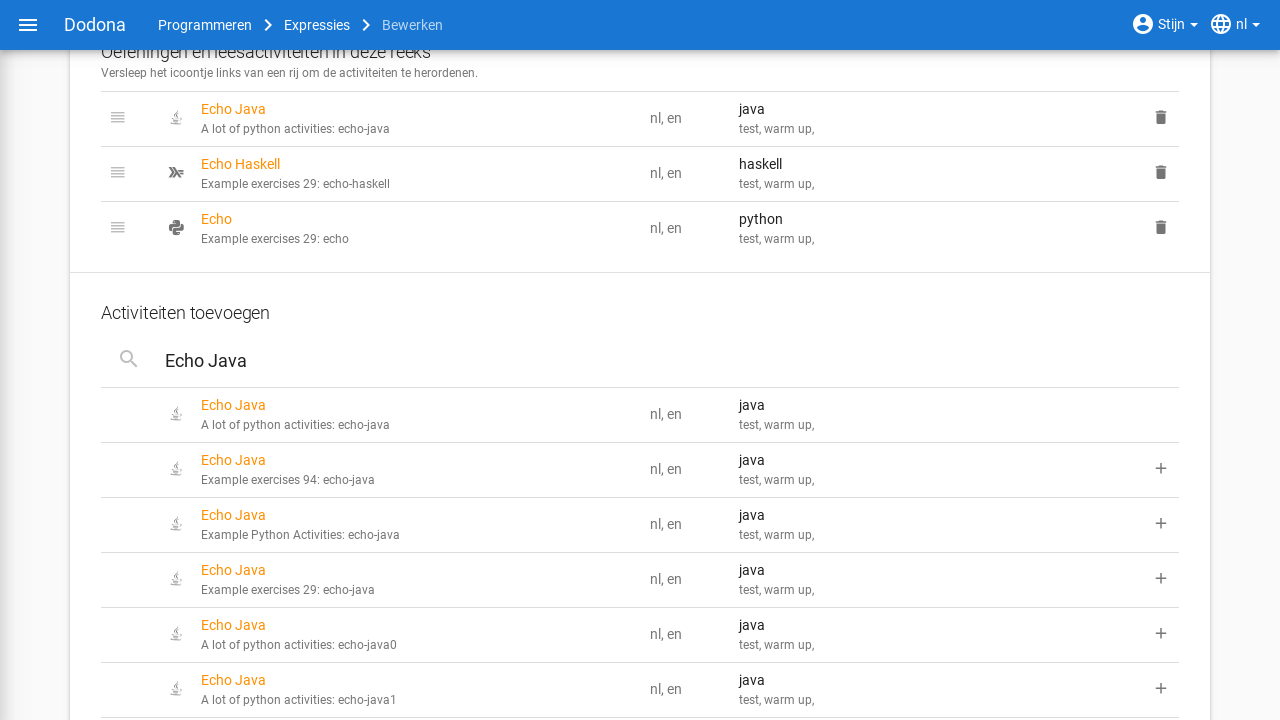 Dodona Programmeren Expressies Bewerken Stijn nl
Oefeningen en leesactiviteiten in deze reeks
Versleep het icoontje links van een rij om de activiteiten te herordenen.
Echo Java nl, en java
A lot of python activities: echo-java test, warm up,
Echo Haskell nl, en haskell
Example exercises 29: echo-haskell test, warm up,
Echo nl, en python
Example exercises 29: echo test, warm up,
Activiteiten toevoegen
Echo Java
Echo Java nl, en java
A lot of python activities: echo-java test, warm up,
Echo Java nl, en java
Example exercises 94: echo-java test, warm up,
Echo Java nl, en java
Example Python Activities: echo-java test, warm up,
Echo Java nl, en java
Example exercises 29: echo-java test, warm up,
Echo Java nl, en java
A lot of python activities: echo-java0 test, warm up,
Echo Java nl, en java
A lot of python activities: echo-java1 test, warm up,